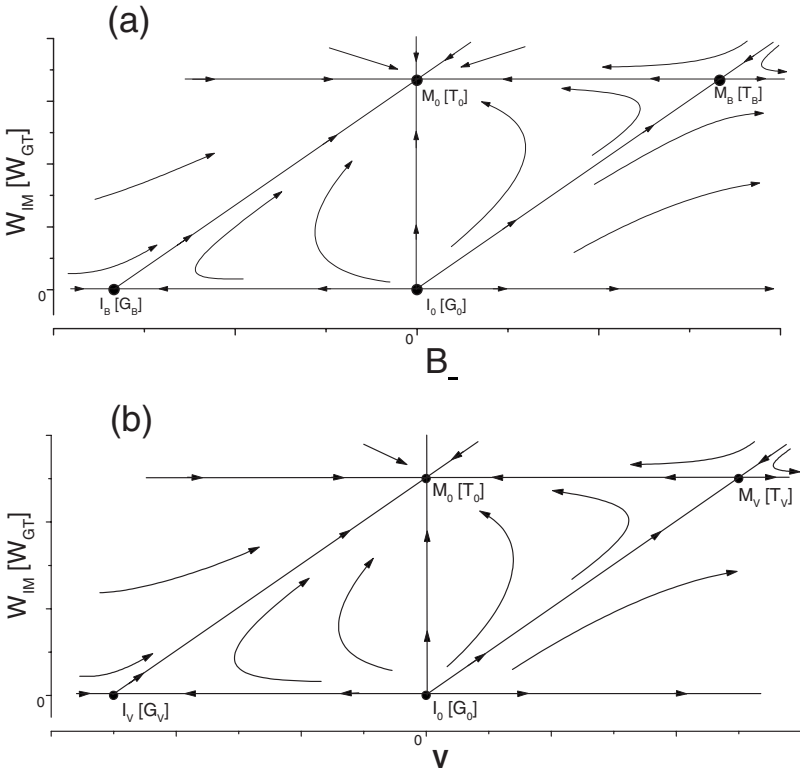 (a)
W_IM [W_GT]
M_0 [T_0]
M_B [T_B]
0
I_B [G_B]
I_0 [G_0]
0
B_-
(b)
W_IM [W_GT]
M_0 [T_0]
M_V [T_V]
0
I_V [G_V]
I_0 [G_0]
0
v